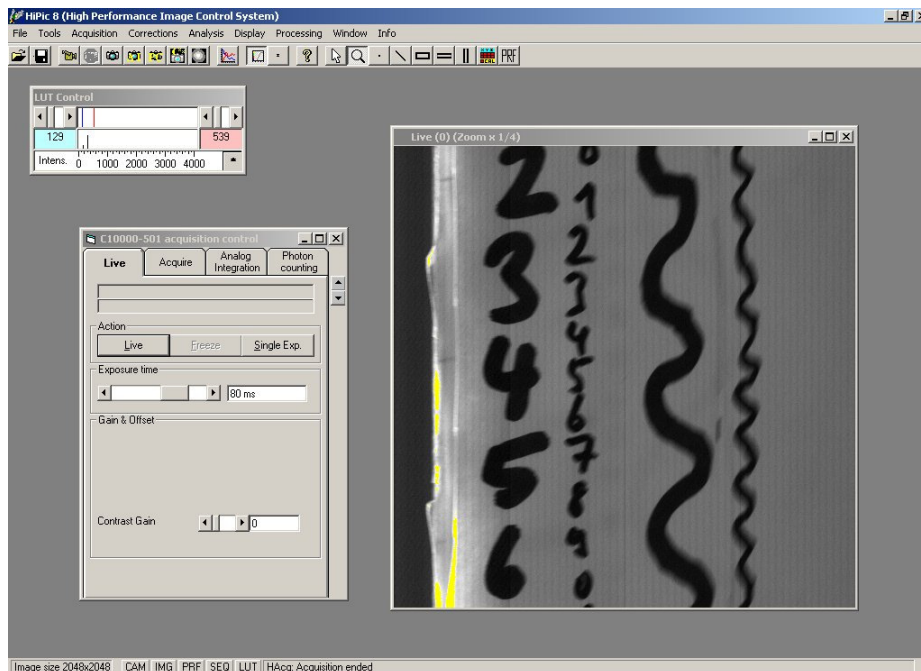 HiPic 8 (High Performance Image Control System)
File Tools Acquisition Corrections Analysis Display Processing Window Info
PRF
LUT Control
129 539
Intens. 0 1000 2000 3000 4000
C10000-S01 acquisition control
Live Acquire Analog Integration Photon counting
Action
Live Freeze Single Exp.
Exposure time
80 ms
Gain & Offset
Contrast Gain 0
Live (0) (Zoom x 1/4)
2 0
1
3 2
3
4 4
5
6
5 7
8
9
6 0
Image size 2048x2048 CAM IMG PRF SEQ LUT HAcq: Acquisition ended